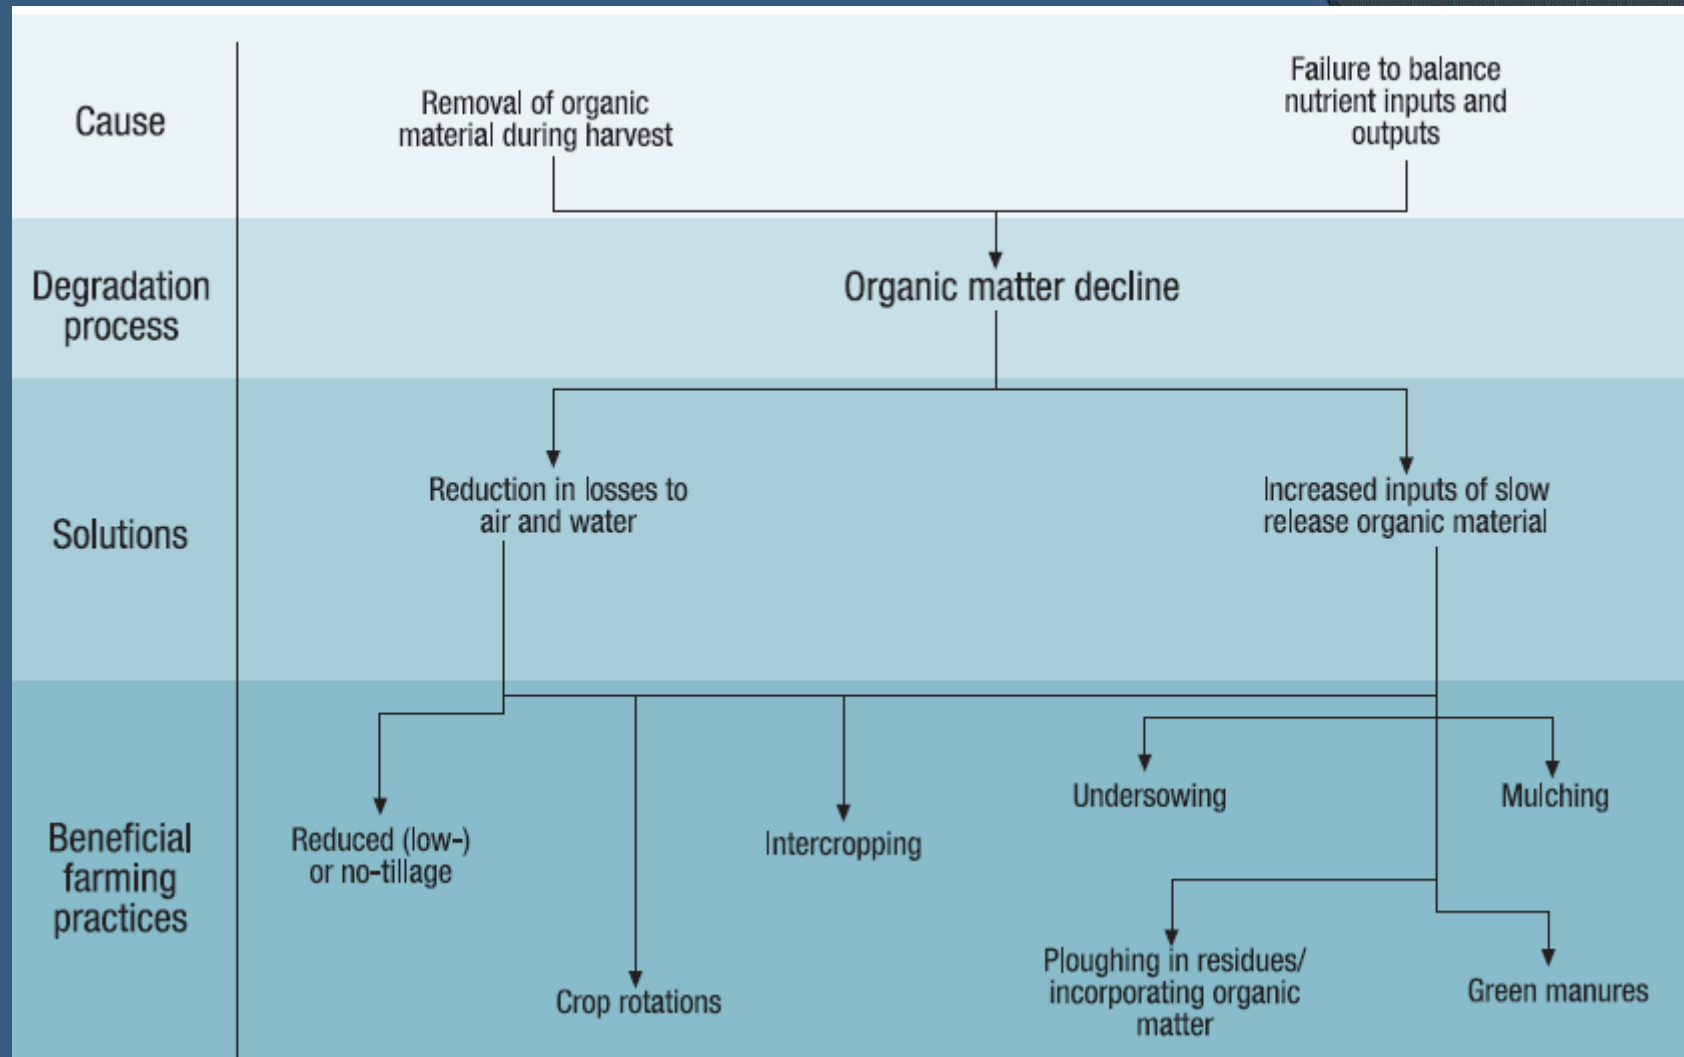 Cause
Removal of organic
material during harvest
Failure to balance
nutrient inputs and
outputs
Degradation
process
Organic matter decline
Solutions
Reduction in losses to
air and water
Increased inputs of slow
release organic material
Beneficial
farming
practices
Reduced (low-)
or no-tillage
Crop rotations
Intercropping
Undersowing
Mulching
Ploughing in residues/
incorporating organic
matter
Green manures